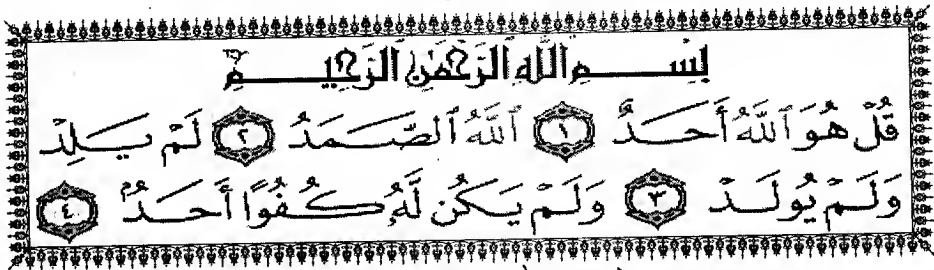 بِسْمِ ٱللَّهِ ٱلرَّحْمَٰنِ ٱلرَّحِيمِ
قُلْ هُوَ ٱللَّهُ أَحَدٌ ١ ٱللَّهُ ٱلصَّمَدُ ٢ لَمْ يَلِدْ
وَلَمْ يُولَدْ ٣ وَلَمْ يَكُن لَّهُۥ كُفُوًا أَحَدٌۢ ٤